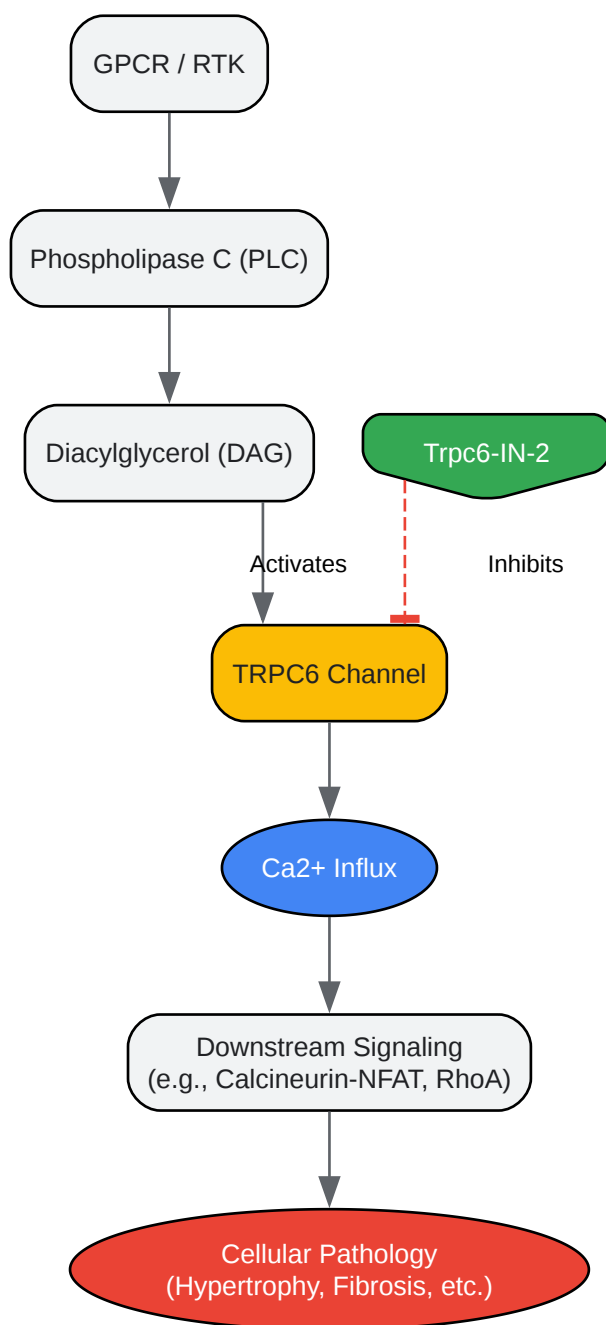 GPCR / RTK
Phospholipase C (PLC)
Diacylglycerol (DAG)
Trpc6-IN-2
Activates
Inhibits
TRPC6 Channel
Ca2+ Influx
Downstream Signaling
(e.g., Calcineurin-NFAT, RhoA)
Cellular Pathology
(Hypertrophy, Fibrosis, etc.)